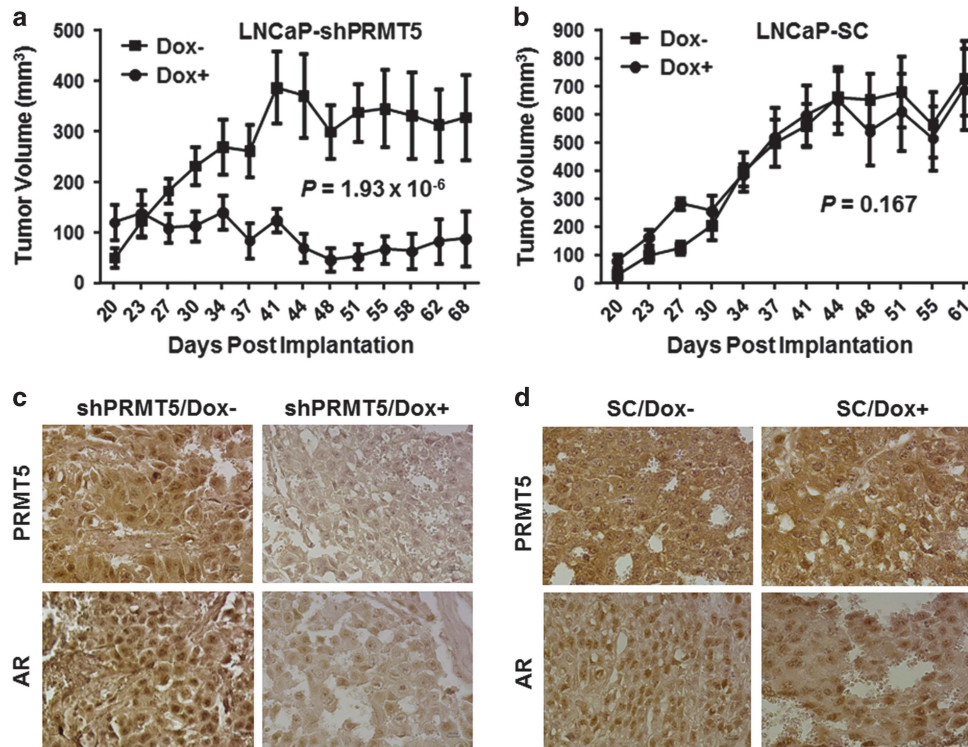 a
LNCaP-shPRMT5
Dox-
Dox+
Tumor Volume (mm³)
500
400
300
200
100
0
P = 1.93 x 10⁻⁶
20 23 27 30 34 37 41 44 48 51 55 58 62 68
Days Post Implantation
b
LNCaP-SC
Dox-
Dox+
Tumor Volume (mm³)
900
800
700
600
500
400
300
200
100
0
P = 0.167
20 23 27 30 34 37 41 44 48 51 55 61
Days Post Implantation
c
shPRMT5/Dox- shPRMT5/Dox+
PRMT5
AR
d
SC/Dox- SC/Dox+
PRMT5
AR